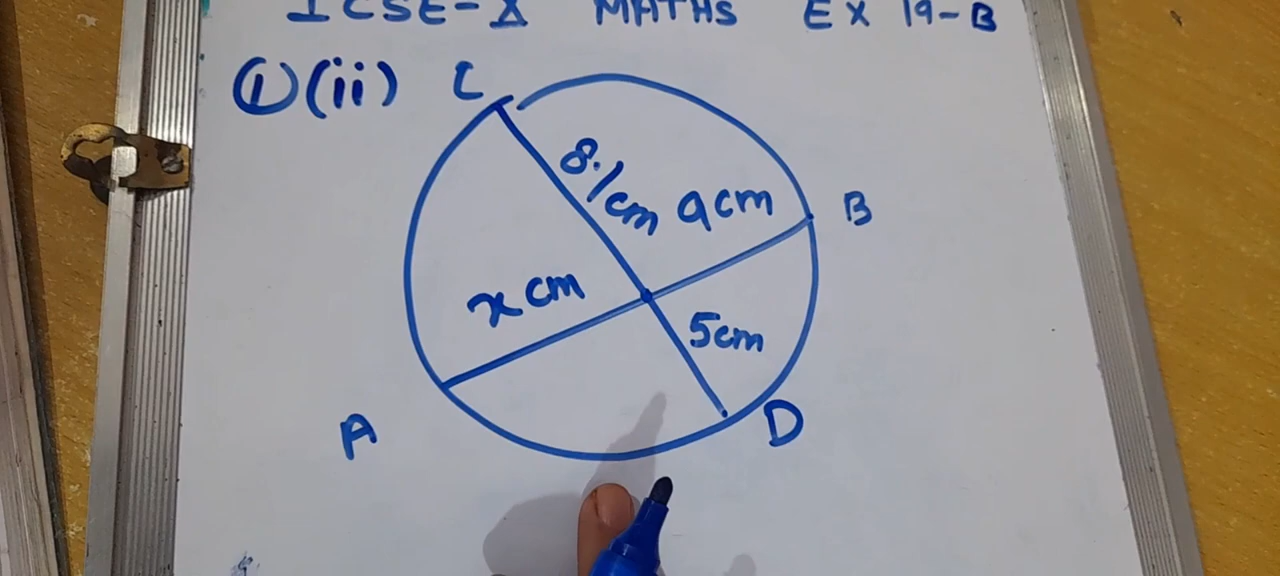 ICSE-X MATHS EX 19-B
①(ii)
C
8.1cm
9cm
B
x cm
5cm
A
D